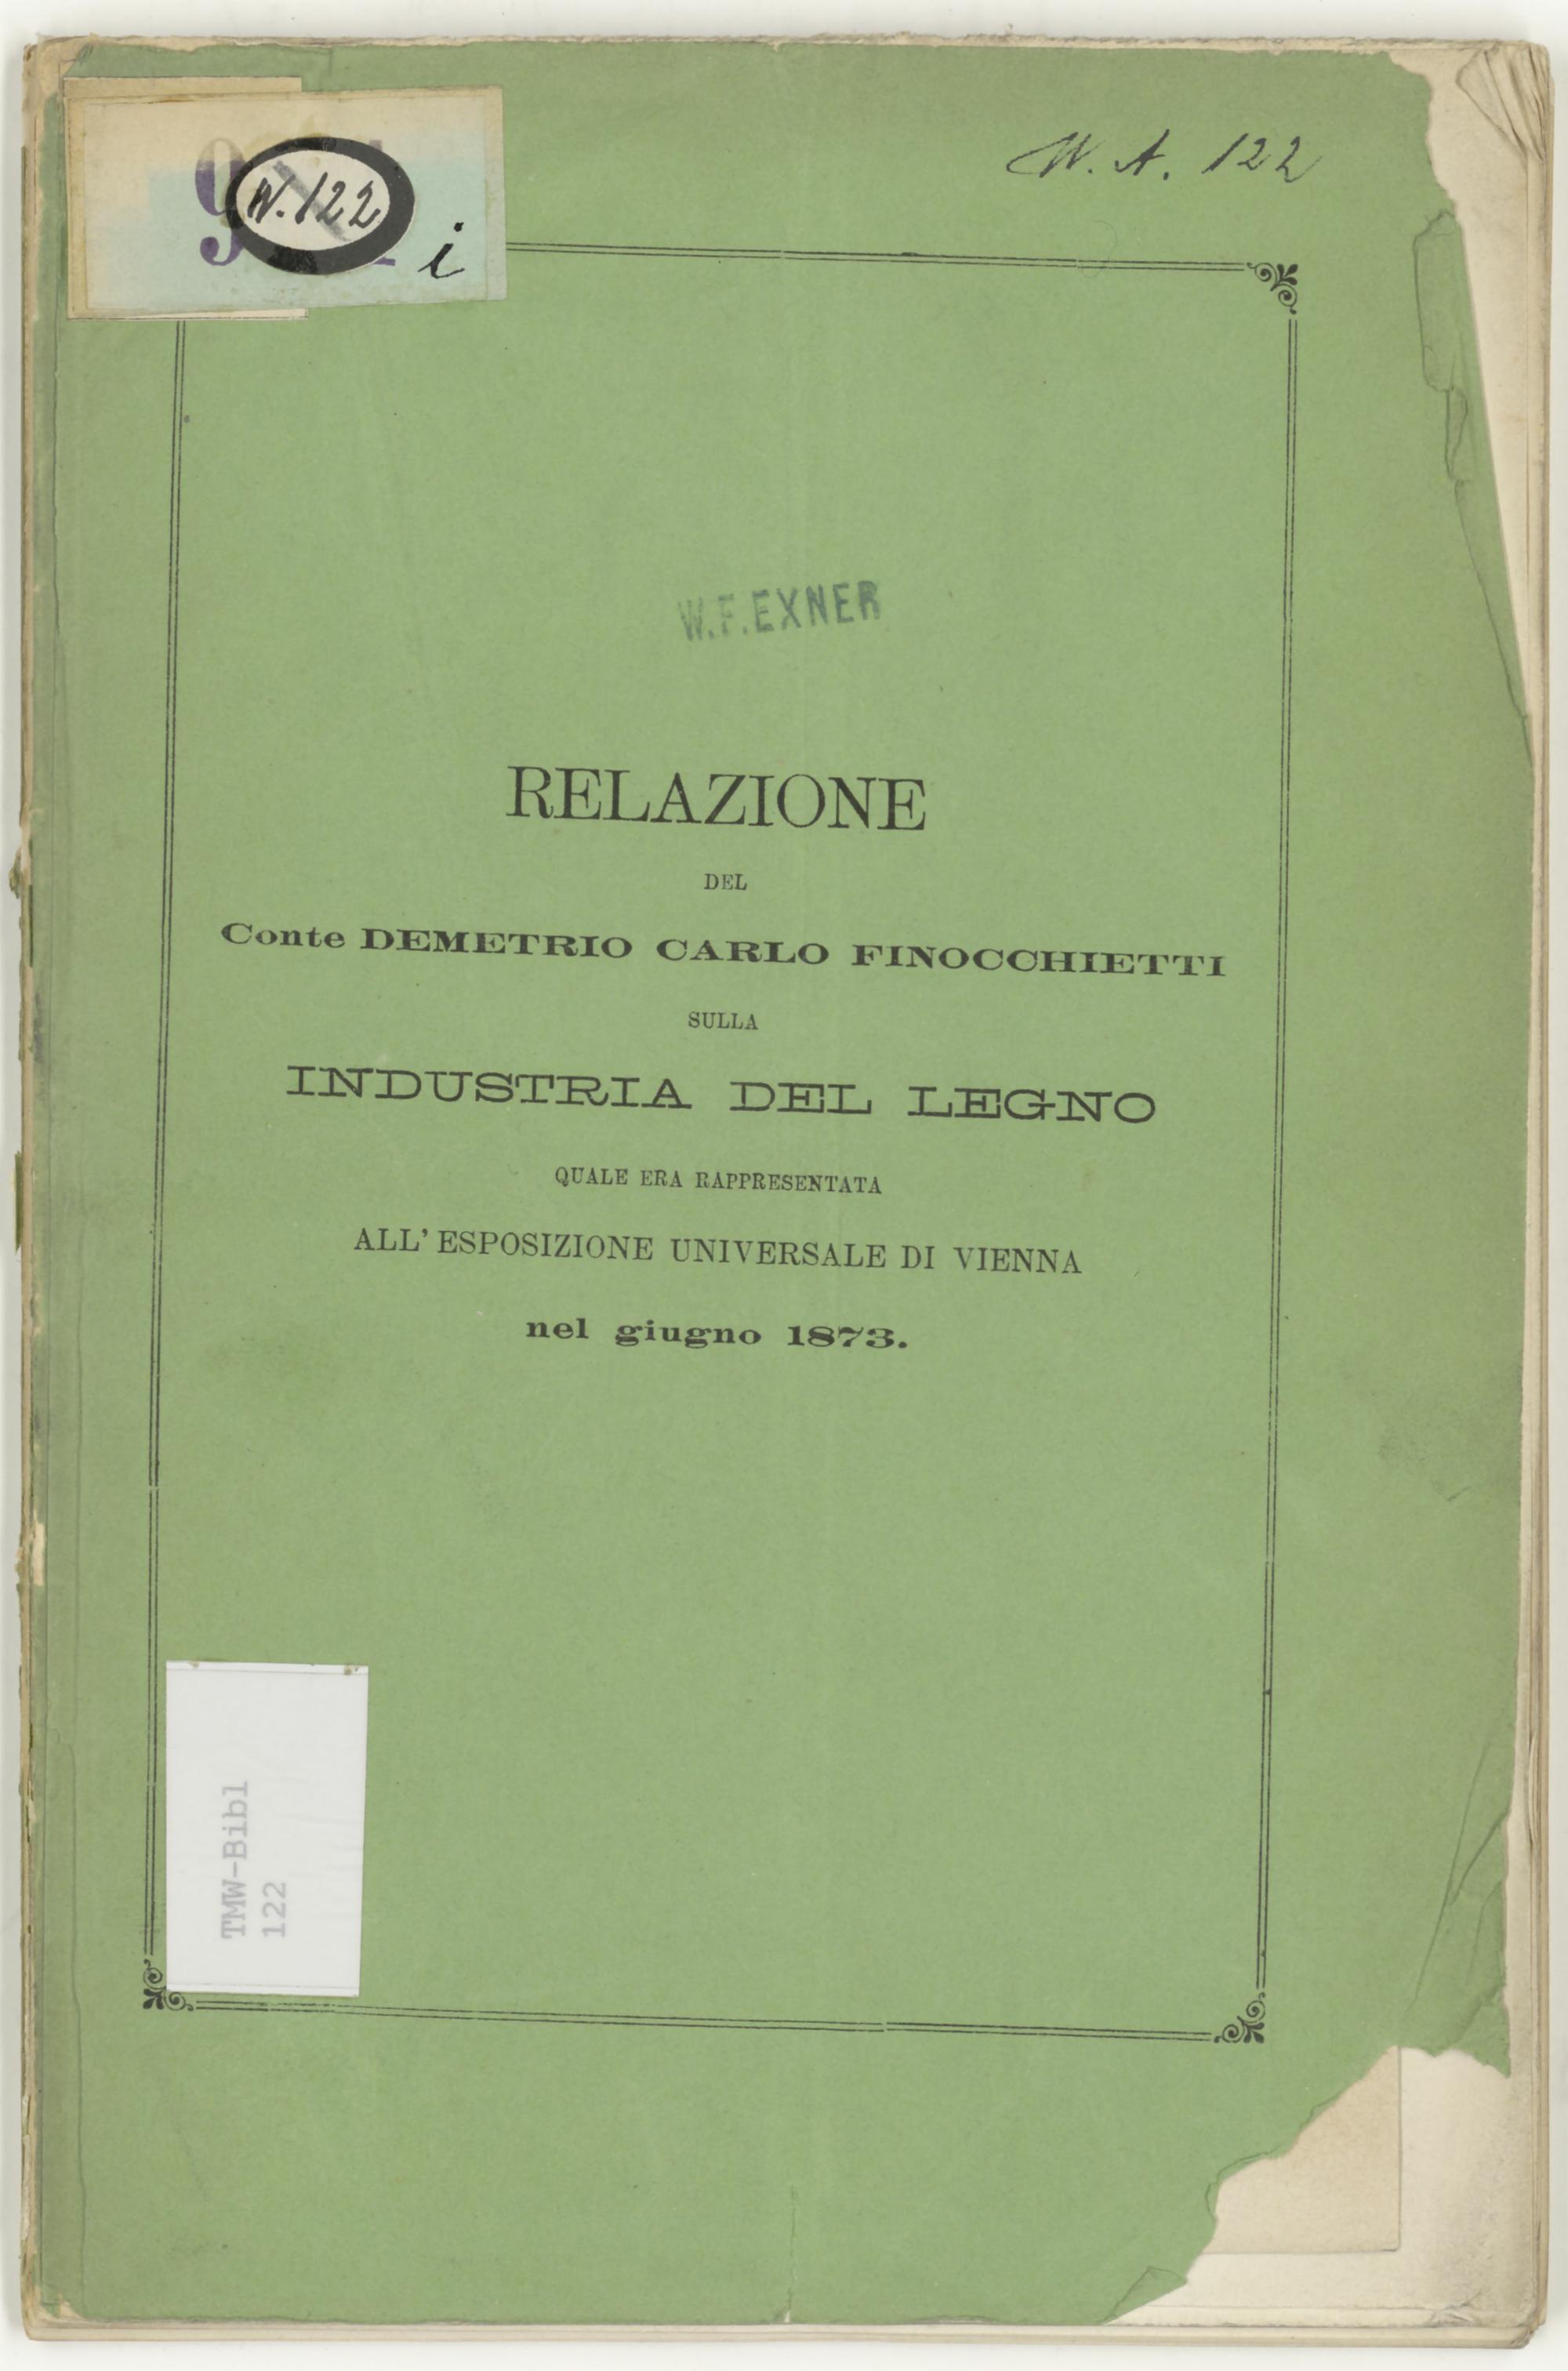 W. A. 122
W. 122
i
W.F.EXNER
RELAZIONE
DEL
Conte DEMETRIO CARLO FINOCCHIETTI
SULLA
INDUSTRIA DEL LEGNO
QUALE ERA RAPPRESENTATA
ALL' ESPOSIZIONE UNIVERSALE DI VIENNA
nel giugno 1873.
TMW-Bibl
122